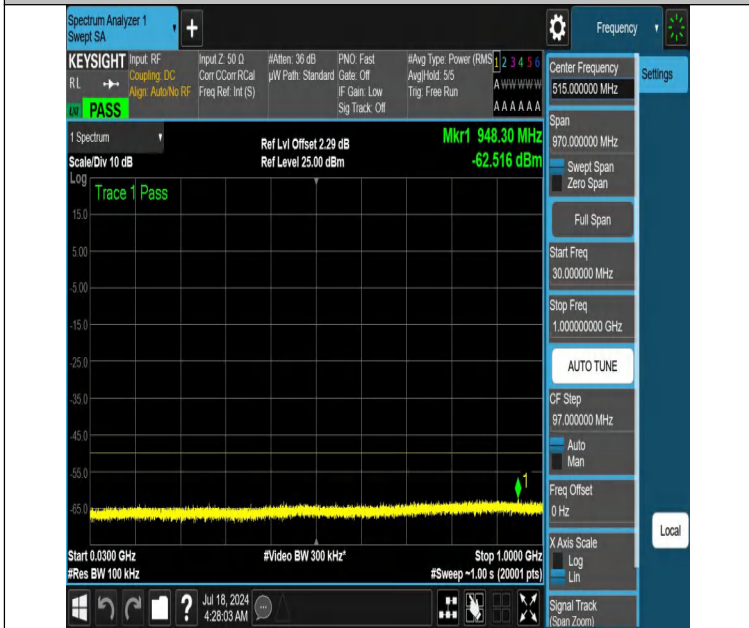 Spectrum Analyzer 1
Swept SA
+
Frequency
KEYSIGHT
RL
Input: RF
Coupling: DC
Align: Auto/No RF
Input Z: 50 Ω
Corr CCorr RCal
Freq Ref: Int (S)
#Atten: 36 dB
µW Path: Standard
PNO: Fast
Gate: Off
IF Gain: Low
Sig Track: Off
#Avg Type: Power (RMS
Avg|Hold: 5/5
Trig: Free Run
1 2 3 4 5 6
A W W W W W
A A A A A A
PASS
1 Spectrum
Scale/Div 10 dB
Ref Lvl Offset 2.29 dB
Ref Level 25.00 dBm
Mkr1 948.30 MHz
-62.516 dBm
Log
Trace 1 Pass
15.0
5.00
-5.00
-15.0
-25.0
-35.0
-45.0
-55.0
-65.0
1
Start 0.0300 GHz
#Res BW 100 kHz
#Video BW 300 kHz*
Stop 1.0000 GHz
#Sweep ~1.00 s (20001 pts)
Center Frequency
515.000000 MHz
Settings
Span
970.000000 MHz
Swept Span
Zero Span
Full Span
Start Freq
30.000000 MHz
Stop Freq
1.000000000 GHz
AUTO TUNE
CF Step
97.000000 MHz
Auto
Man
Freq Offset
0 Hz
Local
X Axis Scale
Log
Lin
Signal Track
(Span Zoom)
?
Jul 18, 2024
4:28:03 AM